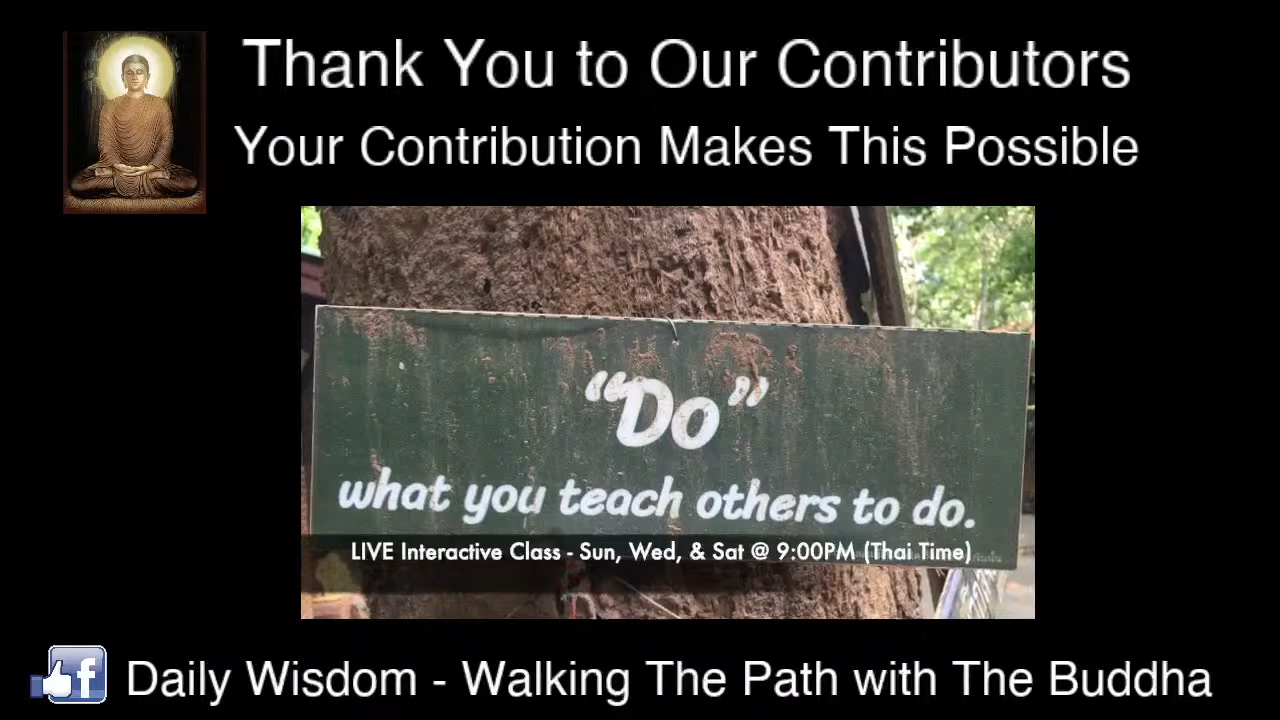 Thank You to Our Contributors
Your Contribution Makes This Possible
“Do”
what you teach others to do.
LIVE Interactive Class - Sun, Wed, & Sat @ 9:00PM (Thai Time)
f
Daily Wisdom - Walking The Path with The Buddha